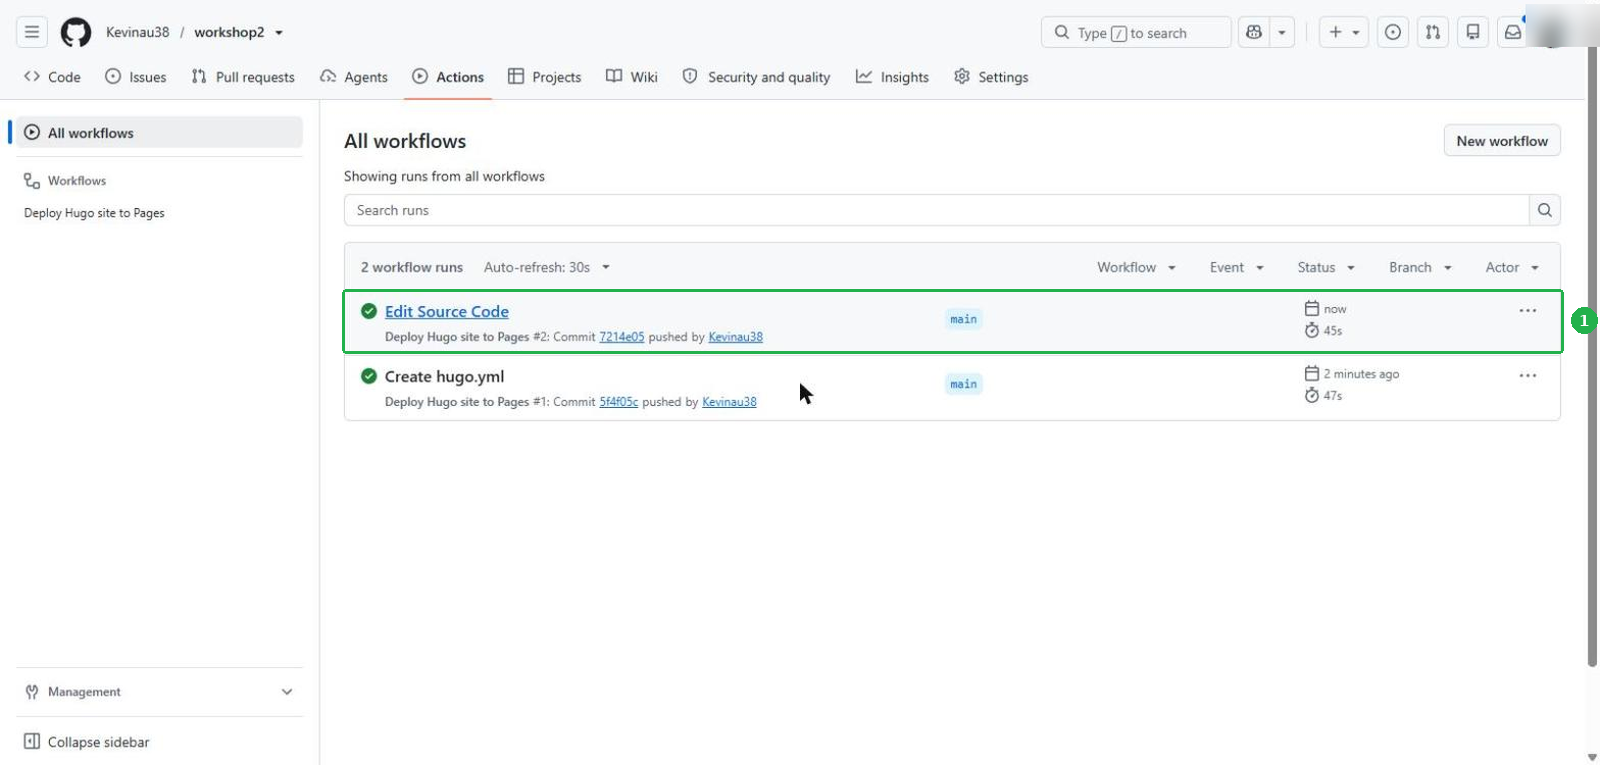 Kevinau38 / workshop2
Type / to search
Code Issues Pull requests Agents Actions Projects Wiki Security and quality Insights Settings
All workflows
Workflows
Deploy Hugo site to Pages
Management
Collapse sidebar
All workflows
New workflow
Showing runs from all workflows
Search runs
2 workflow runs Auto-refresh: 30s Workflow Event Status Branch Actor
Edit Source Code
Deploy Hugo site to Pages #2: Commit 7214e05 pushed by Kevinau38
main
now
45s
1
Create hugo.yml
Deploy Hugo site to Pages #1: Commit 5f4f05c pushed by Kevinau38
main
2 minutes ago
47s